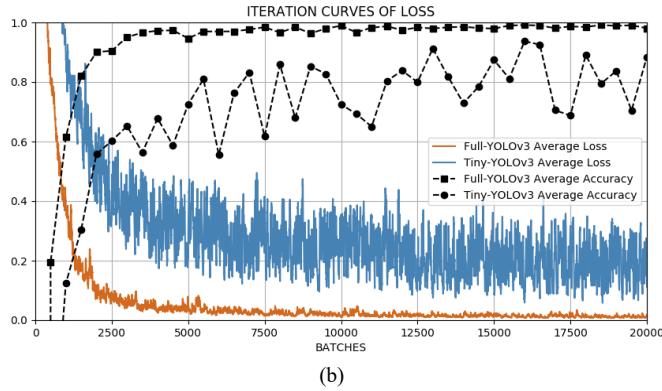 ITERATION CURVES OF LOSS
1.0
0.8
0.6
0.4
0.2
0.0
Full-YOLOv3 Average Loss
Tiny-YOLOv3 Average Loss
Full-YOLOv3 Average Accuracy
Tiny-YOLOv3 Average Accuracy
0 2500 5000 7500 10000 12500 15000 17500 20000
BATCHES
(b)